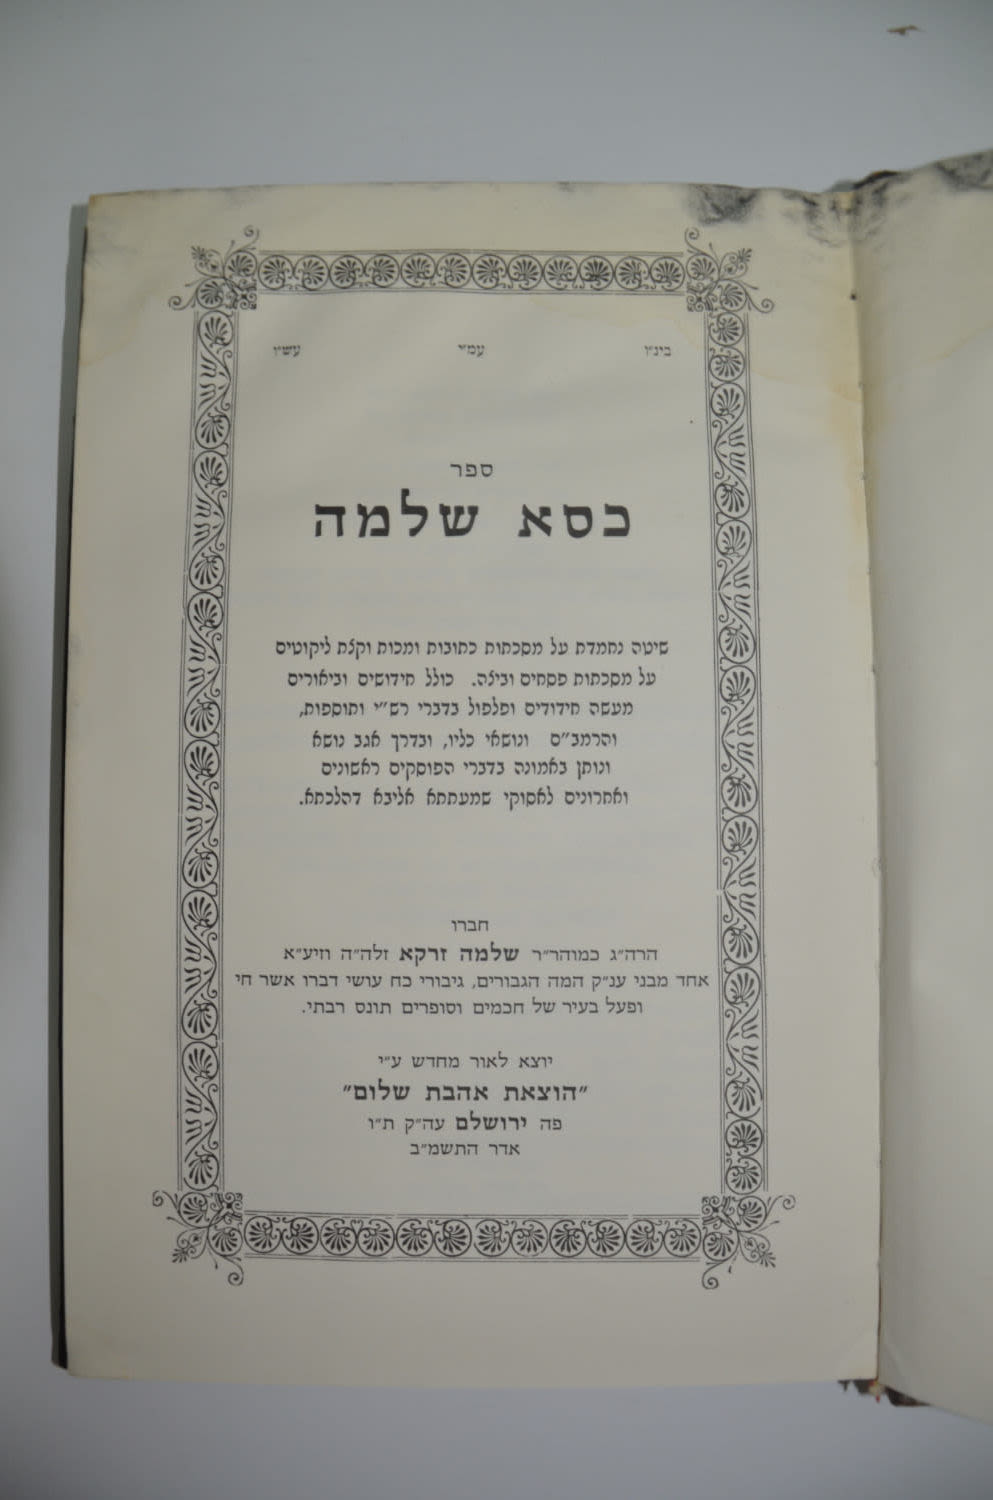 בינ״ו עמ״י עש״ו
ספר
כסא שלמה
שיטה נחמדת על מסכתות כתובות ומכות וקצת ליקוטים
על מסכתות פסחים וביצה. כולל חידושים וביאורים
מעשה חידודים ופלפול בדברי רש״י ותוספות,
והרמב״ם ונושאי כליו, ובדרך אגב נושא
ונותן באמונה בדברי הפוסקים ראשונים
ואחרונים לאסוקי שמעתתא אליבא דהלכתא.
חברו
הרה״ג כמוהר״ר שלמה זרקא זלה״ה וזיע״א
אחד מבני ענ״ק המה הגבורים, גיבורי כח עושי דברו אשר חי
ופעל בעיר של חכמים וסופרים תונס רבתי.
יוצא לאור מחדש ע״י
״הוצאת אהבת שלום״
פה ירושלם עה״ק ת״ו
אדר התשמ״ב